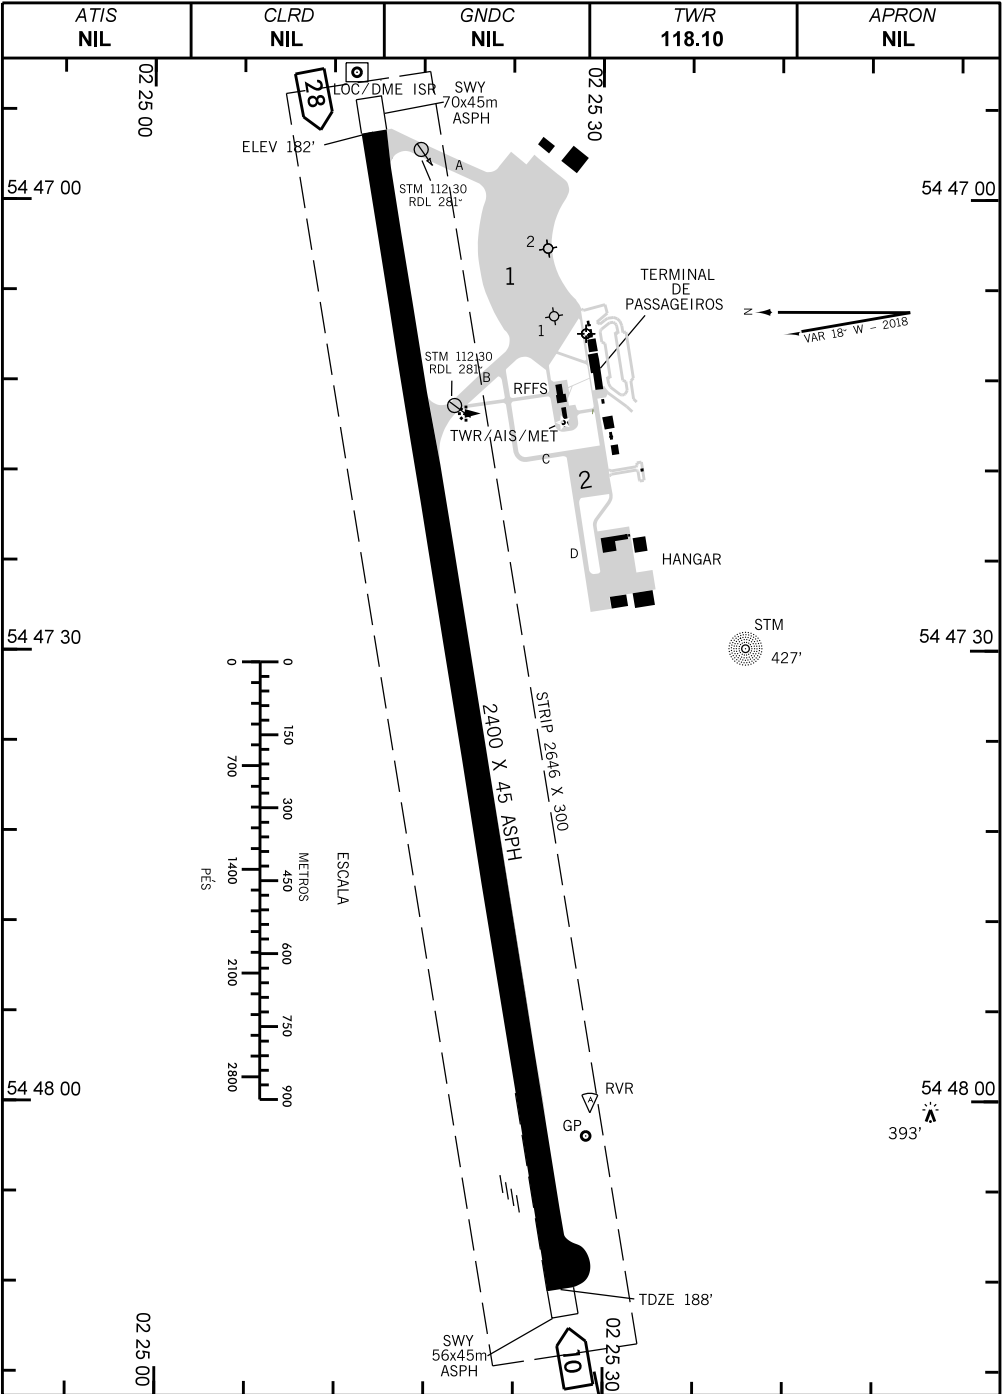 ATIS
NIL
CLRD
NIL
GNDC
NIL
TWR
118.10
APRON
NIL
02 25 00
28
LOC/DME ISR
SWY
70x45m
ASPH
02 25 30
ELEV 182'
A
54 47 00
54 47 00
STM 112.30
RDL 281°
2
1
TERMINAL
DE
PASSAGEIROS
N
VAR 18° W - 2018
1
STM 112.30
RDL 281°
B
RFFS
TWR/AIS/MET
C
2
D
HANGAR
STM
427'
54 47 30
54 47 30
0
0
150
700
300
1400
450
600
2100
750
2800
900
PÉS
METROS
ESCALA
2400 X 45 ASPH
STRIP 2646 X 300
RVR
A
GP
54 48 00
54 48 00
393'
TDZE 188'
02 25 00
SWY
56x45m
ASPH
10
02 25 30